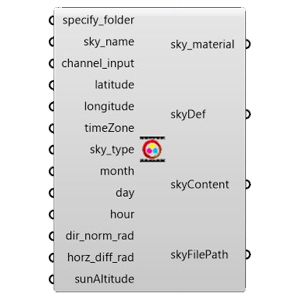 specify_folder
sky_name
channel_input
latitude
longitude
timeZone
sky_type
month
day
hour
dir_norm_rad
horz_diff_rad
sunAltitude
sky_material
skyDef
skyContent
skyFilePath